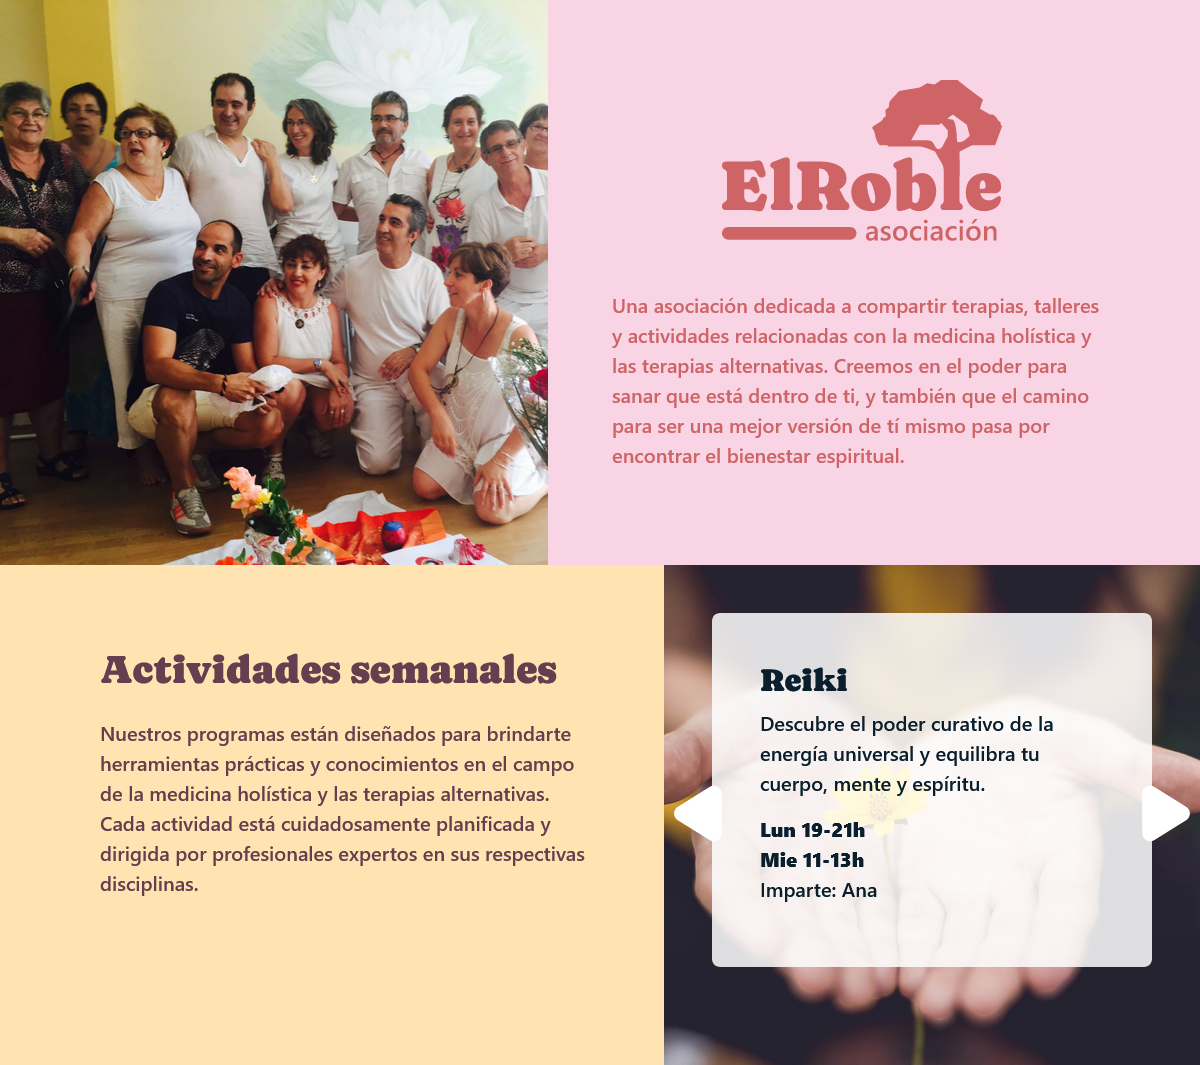 ElRoble
asociación
Una asociación dedicada a compartir terapias, talleres
y actividades relacionadas con la medicina holística y
las terapias alternativas. Creemos en el poder para
sanar que está dentro de ti, y también que el camino
para ser una mejor versión de tí mismo pasa por
encontrar el bienestar espiritual.
Actividades semanales
Nuestros programas están diseñados para brindarte
herramientas prácticas y conocimientos en el campo
de la medicina holística y las terapias alternativas.
Cada actividad está cuidadosamente planificada y
dirigida por profesionales expertos en sus respectivas
disciplinas.
Reiki
Descubre el poder curativo de la
energía universal y equilibra tu
cuerpo, mente y espíritu.
Lun 19-21h
Mie 11-13h
Imparte: Ana